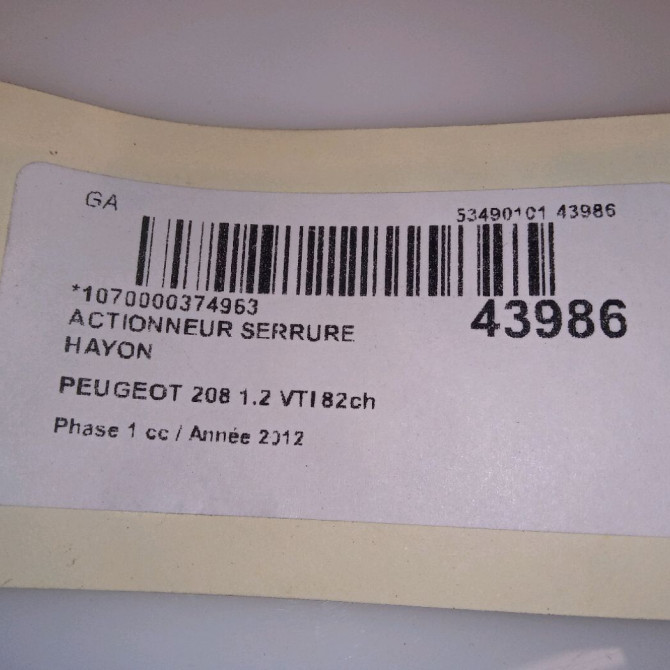 GA
53490101 43986
*1070000374963
43986
ACTIONNEUR SERRURE
HAYON
PEUGEOT 208 1.2 VTI 82ch
Phase 1 cc / Année 2012